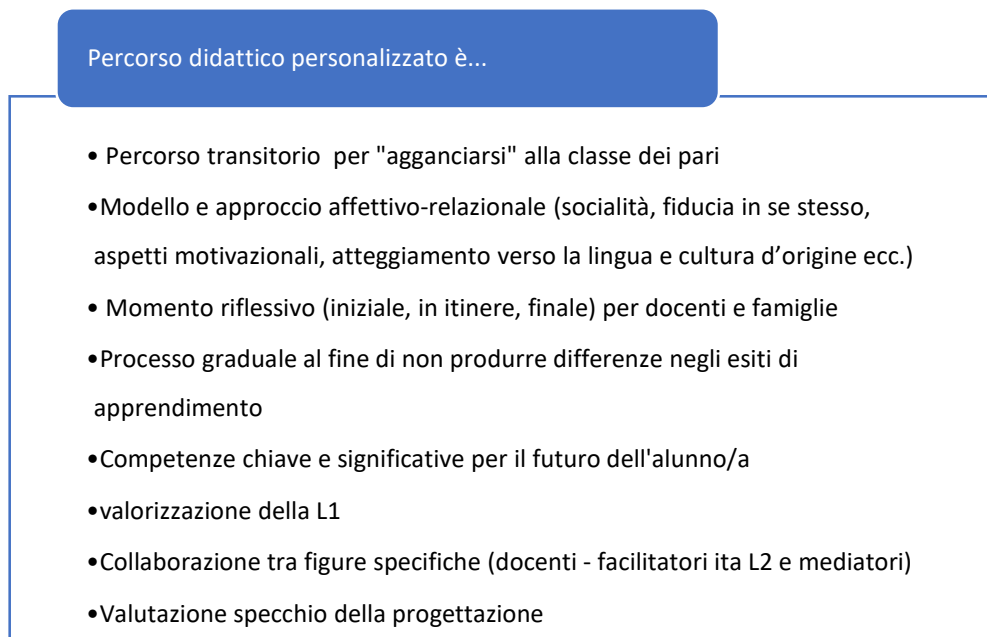 Percorso didattico personalizzato è...
• Percorso transitorio per "agganciarsi" alla classe dei pari
•Modello e approccio affettivo-relazionale (socialità, fiducia in se stesso,
aspetti motivazionali, atteggiamento verso la lingua e cultura d’origine ecc.)
• Momento riflessivo (iniziale, in itinere, finale) per docenti e famiglie
•Processo graduale al fine di non produrre differenze negli esiti di
apprendimento
•Competenze chiave e significative per il futuro dell'alunno/a
•valorizzazione della L1
•Collaborazione tra figure specifiche (docenti - facilitatori ita L2 e mediatori)
•Valutazione specchio della progettazione